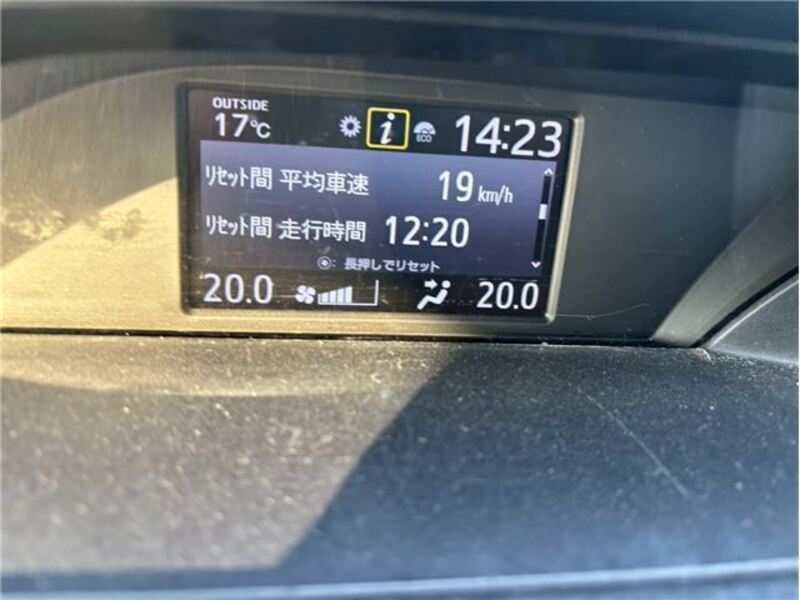 OUTSIDE
17℃ i ECO 14:23
ﾘｾｯﾄ間 平均車速 19 km/h
ﾘｾｯﾄ間 走行時間 12:20
: 長押しでリセット
20.0 20.0